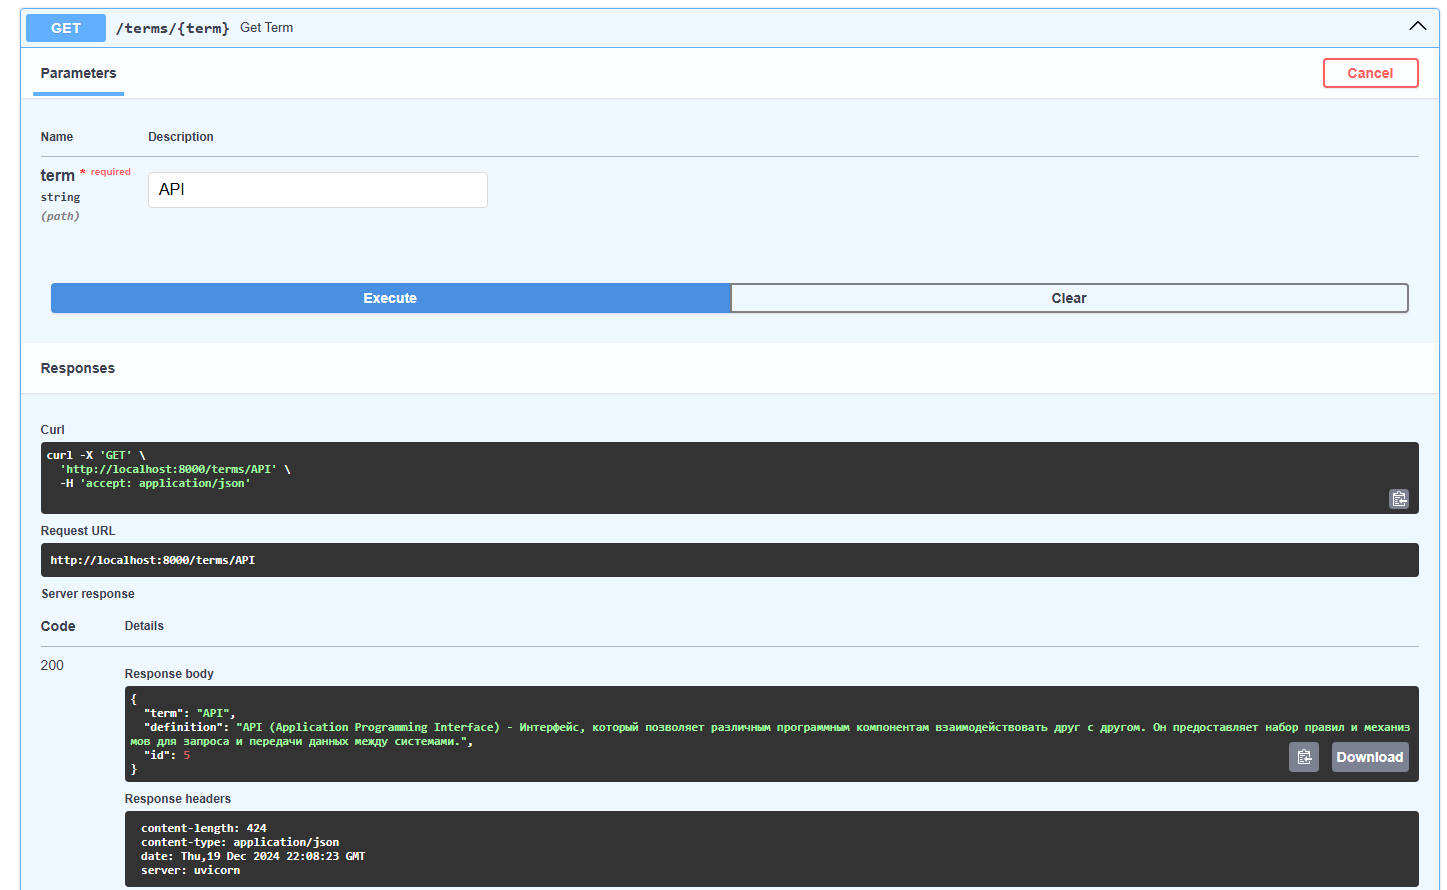 GET /terms/{term} Get Term
Parameters
Cancel
Name Description
term * required
string
(path)
API
Execute
Clear
Responses
Curl
curl -X 'GET' \
  'http://localhost:8000/terms/API' \
  -H 'accept: application/json'
Request URL
http://localhost:8000/terms/API
Server response
Code Details
200
Response body
{
  "term": "API",
  "definition": "API (Application Programming Interface) - Интерфейс, который позволяет различным программным компонентам взаимодействовать друг с другом. Он предоставляет набор правил и механиз
мов для запроса и передачи данных между системами.",
  "id": 5
}
Download
Response headers
content-length: 424
content-type: application/json
date: Thu,19 Dec 2024 22:08:23 GMT
server: uvicorn